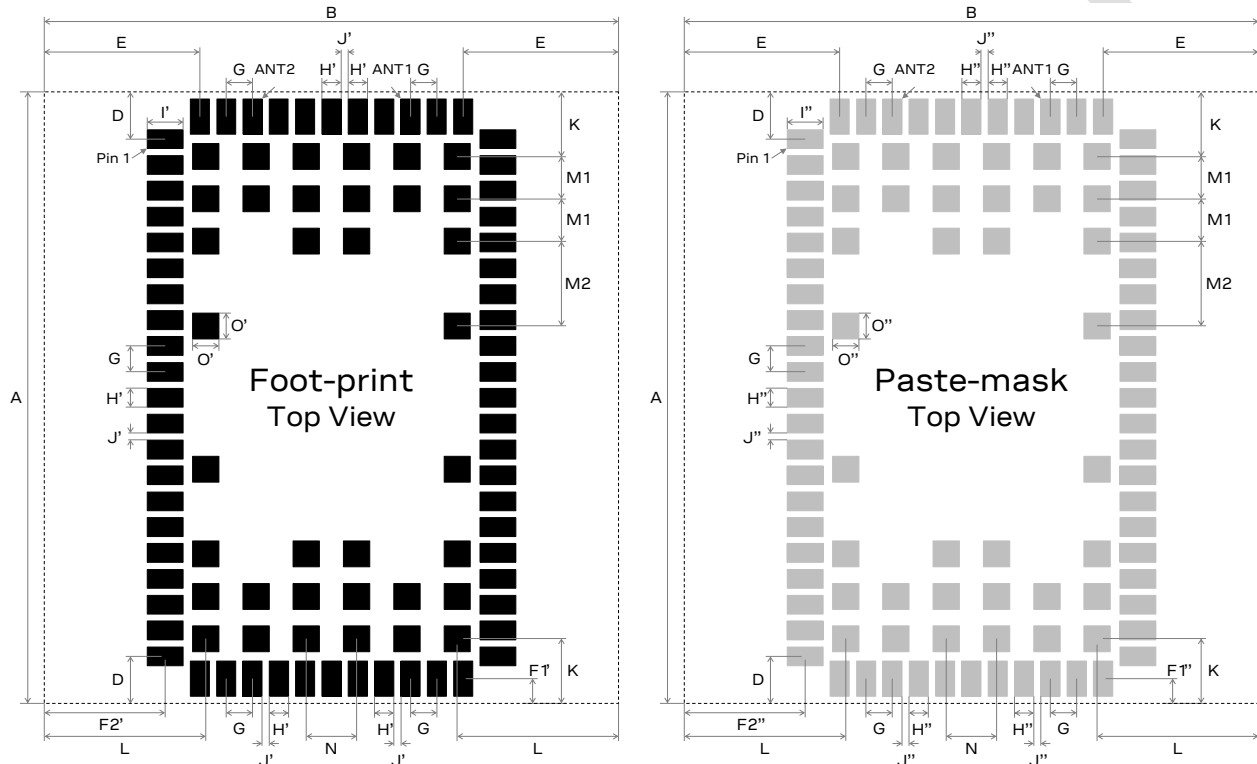 B
E
J’
E
G
ANT2
H’
H’
ANT1
G
D
I’
K
Pin 1
M1
M1
M2
O’
O’
G
A
H’
J’
Foot-print
Top View
D
F1’
K
F2’
G
H’
H’
G
L
J’
N
J’
L
B
E
J’’
E
G
ANT2
H’’
H’’
ANT1
G
D
I’’
K
Pin 1
M1
M1
M2
O’’
O’’
G
A
H’’
J’’
Paste-mask
Top View
D
F1’’
K
F2’’
G
H’’
H’’
G
L
J’’
N
J’’
L